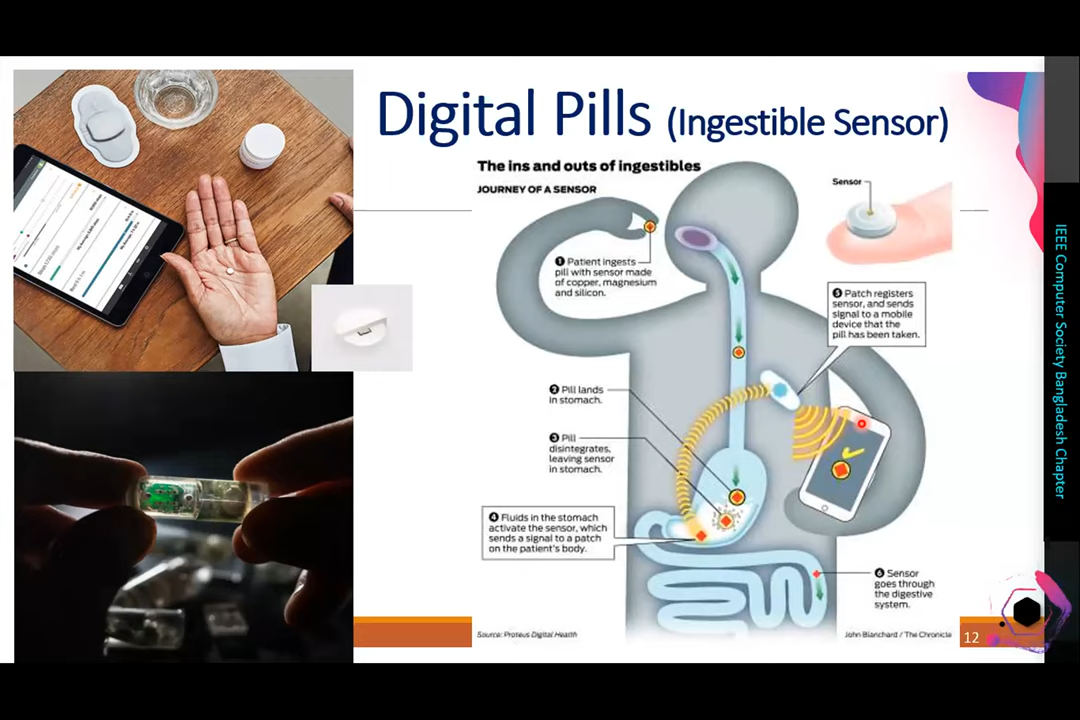 Digital Pills (Ingestible Sensor)
The ins and outs of ingestibles
JOURNEY OF A SENSOR
Sensor
1 Patient ingests
pill with sensor made
of copper, magnesium
and silicon.
5 Patch registers
sensor, and sends
signal to a mobile
device that the
pill has been taken.
2 Pill lands
in stomach.
3 Pill
disintegrates,
leaving sensor
in stomach.
4 Fluids in the stomach
activate the sensor, which
sends a signal to a patch
on the patient's body.
6 Sensor
goes through
the digestive
system.
Source: Proteus Digital Health
John Blanchard / The Chronicle
12
IEEE Computer Society Bangladesh Chapter